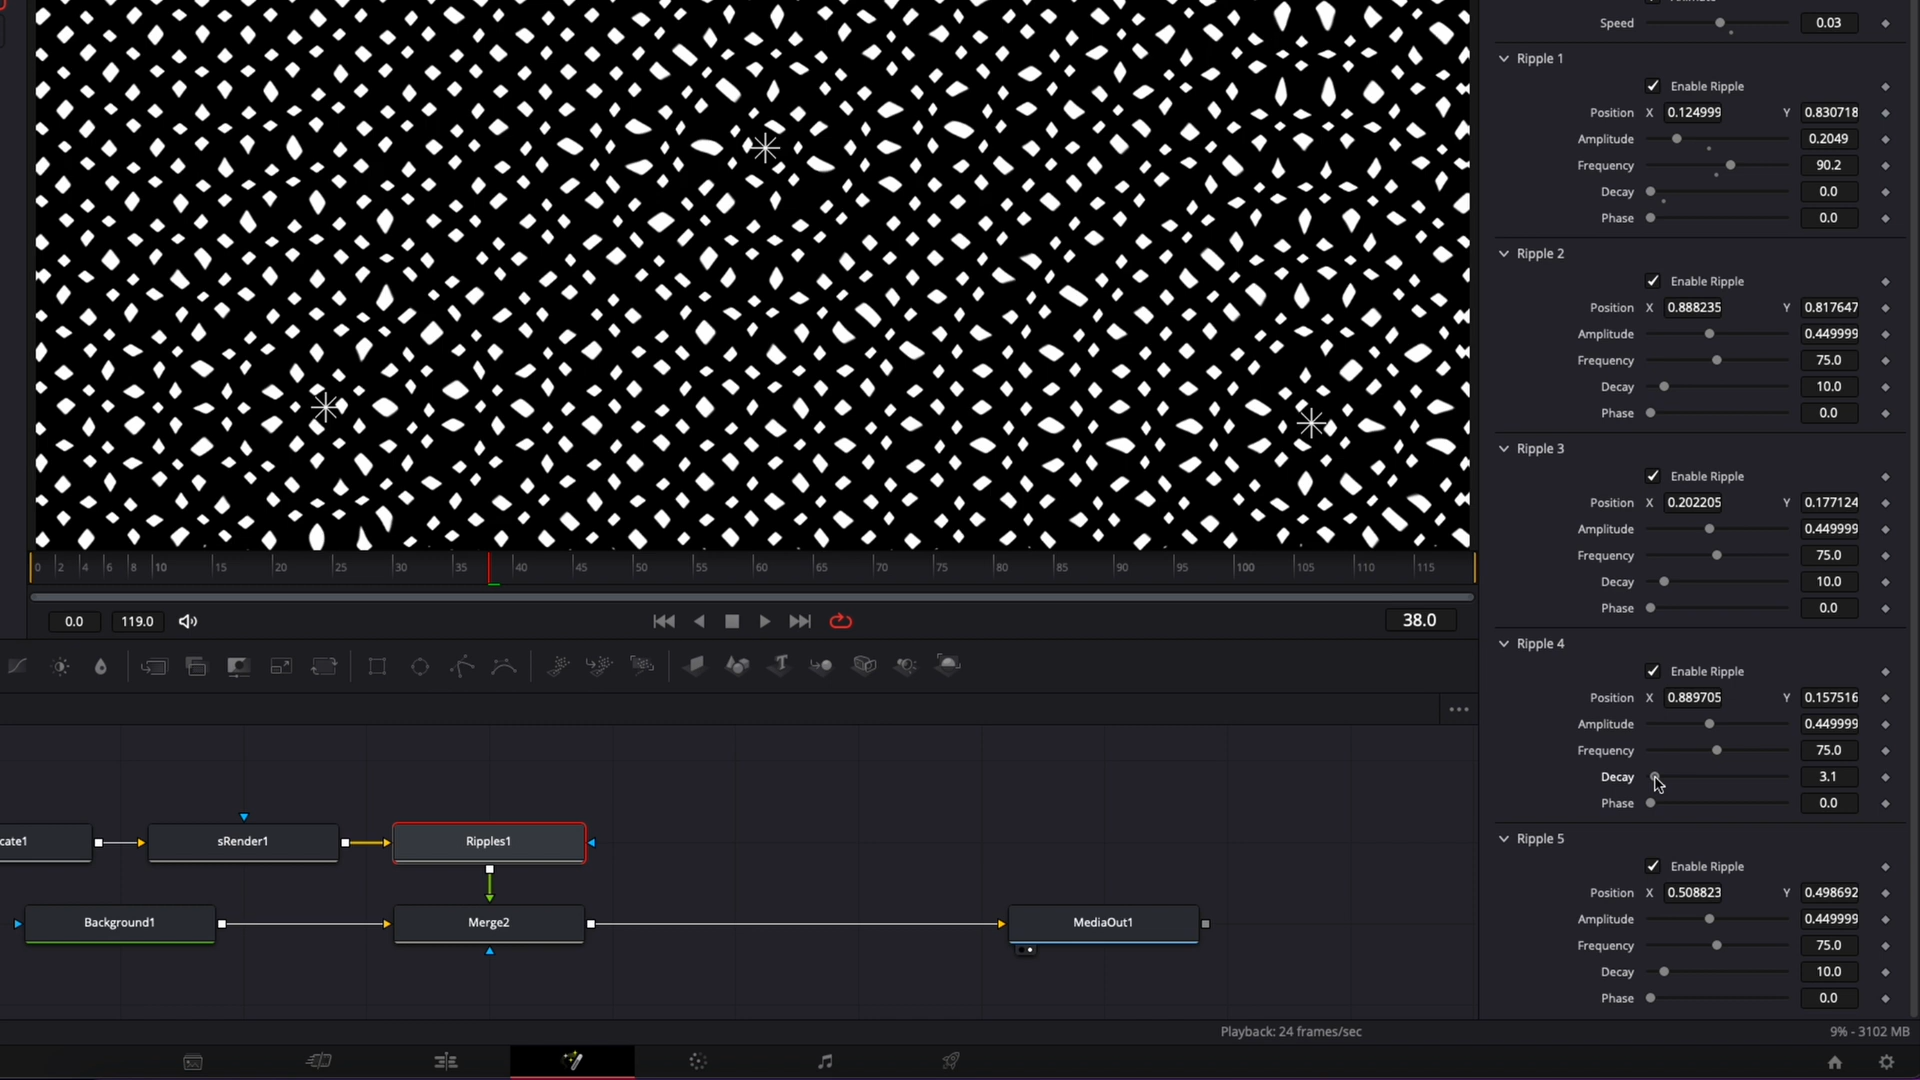 Speed 0.03
Ripple 1
Enable Ripple
Position X 0.124999 Y 0.830718
Amplitude 0.2049
Frequency 90.2
Decay 0.0
Phase 0.0
Ripple 2
Enable Ripple
Position X 0.888235 Y 0.817647
Amplitude 0.449999
Frequency 75.0
Decay 10.0
Phase 0.0
Ripple 3
Enable Ripple
Position X 0.202205 Y 0.177124
Amplitude 0.449999
Frequency 75.0
Decay 10.0
Phase 0.0
Ripple 4
Enable Ripple
Position X 0.889705 Y 0.157516
Amplitude 0.449999
Frequency 75.0
Decay 3.1
Phase 0.0
Ripple 5
Enable Ripple
Position X 0.508823 Y 0.498692
Amplitude 0.449999
Frequency 75.0
Decay 10.0
Phase 0.0
0 2 4 6 8 10 15 20 25 30 35 40 45 50 55 60 65 70 75 80 85 90 95 100 105 110 115
0.0 119.0 38.0
cate1 sRender1 Ripples1
Background1 Merge2 MediaOut1
Playback: 24 frames/sec 9% - 3102 MB